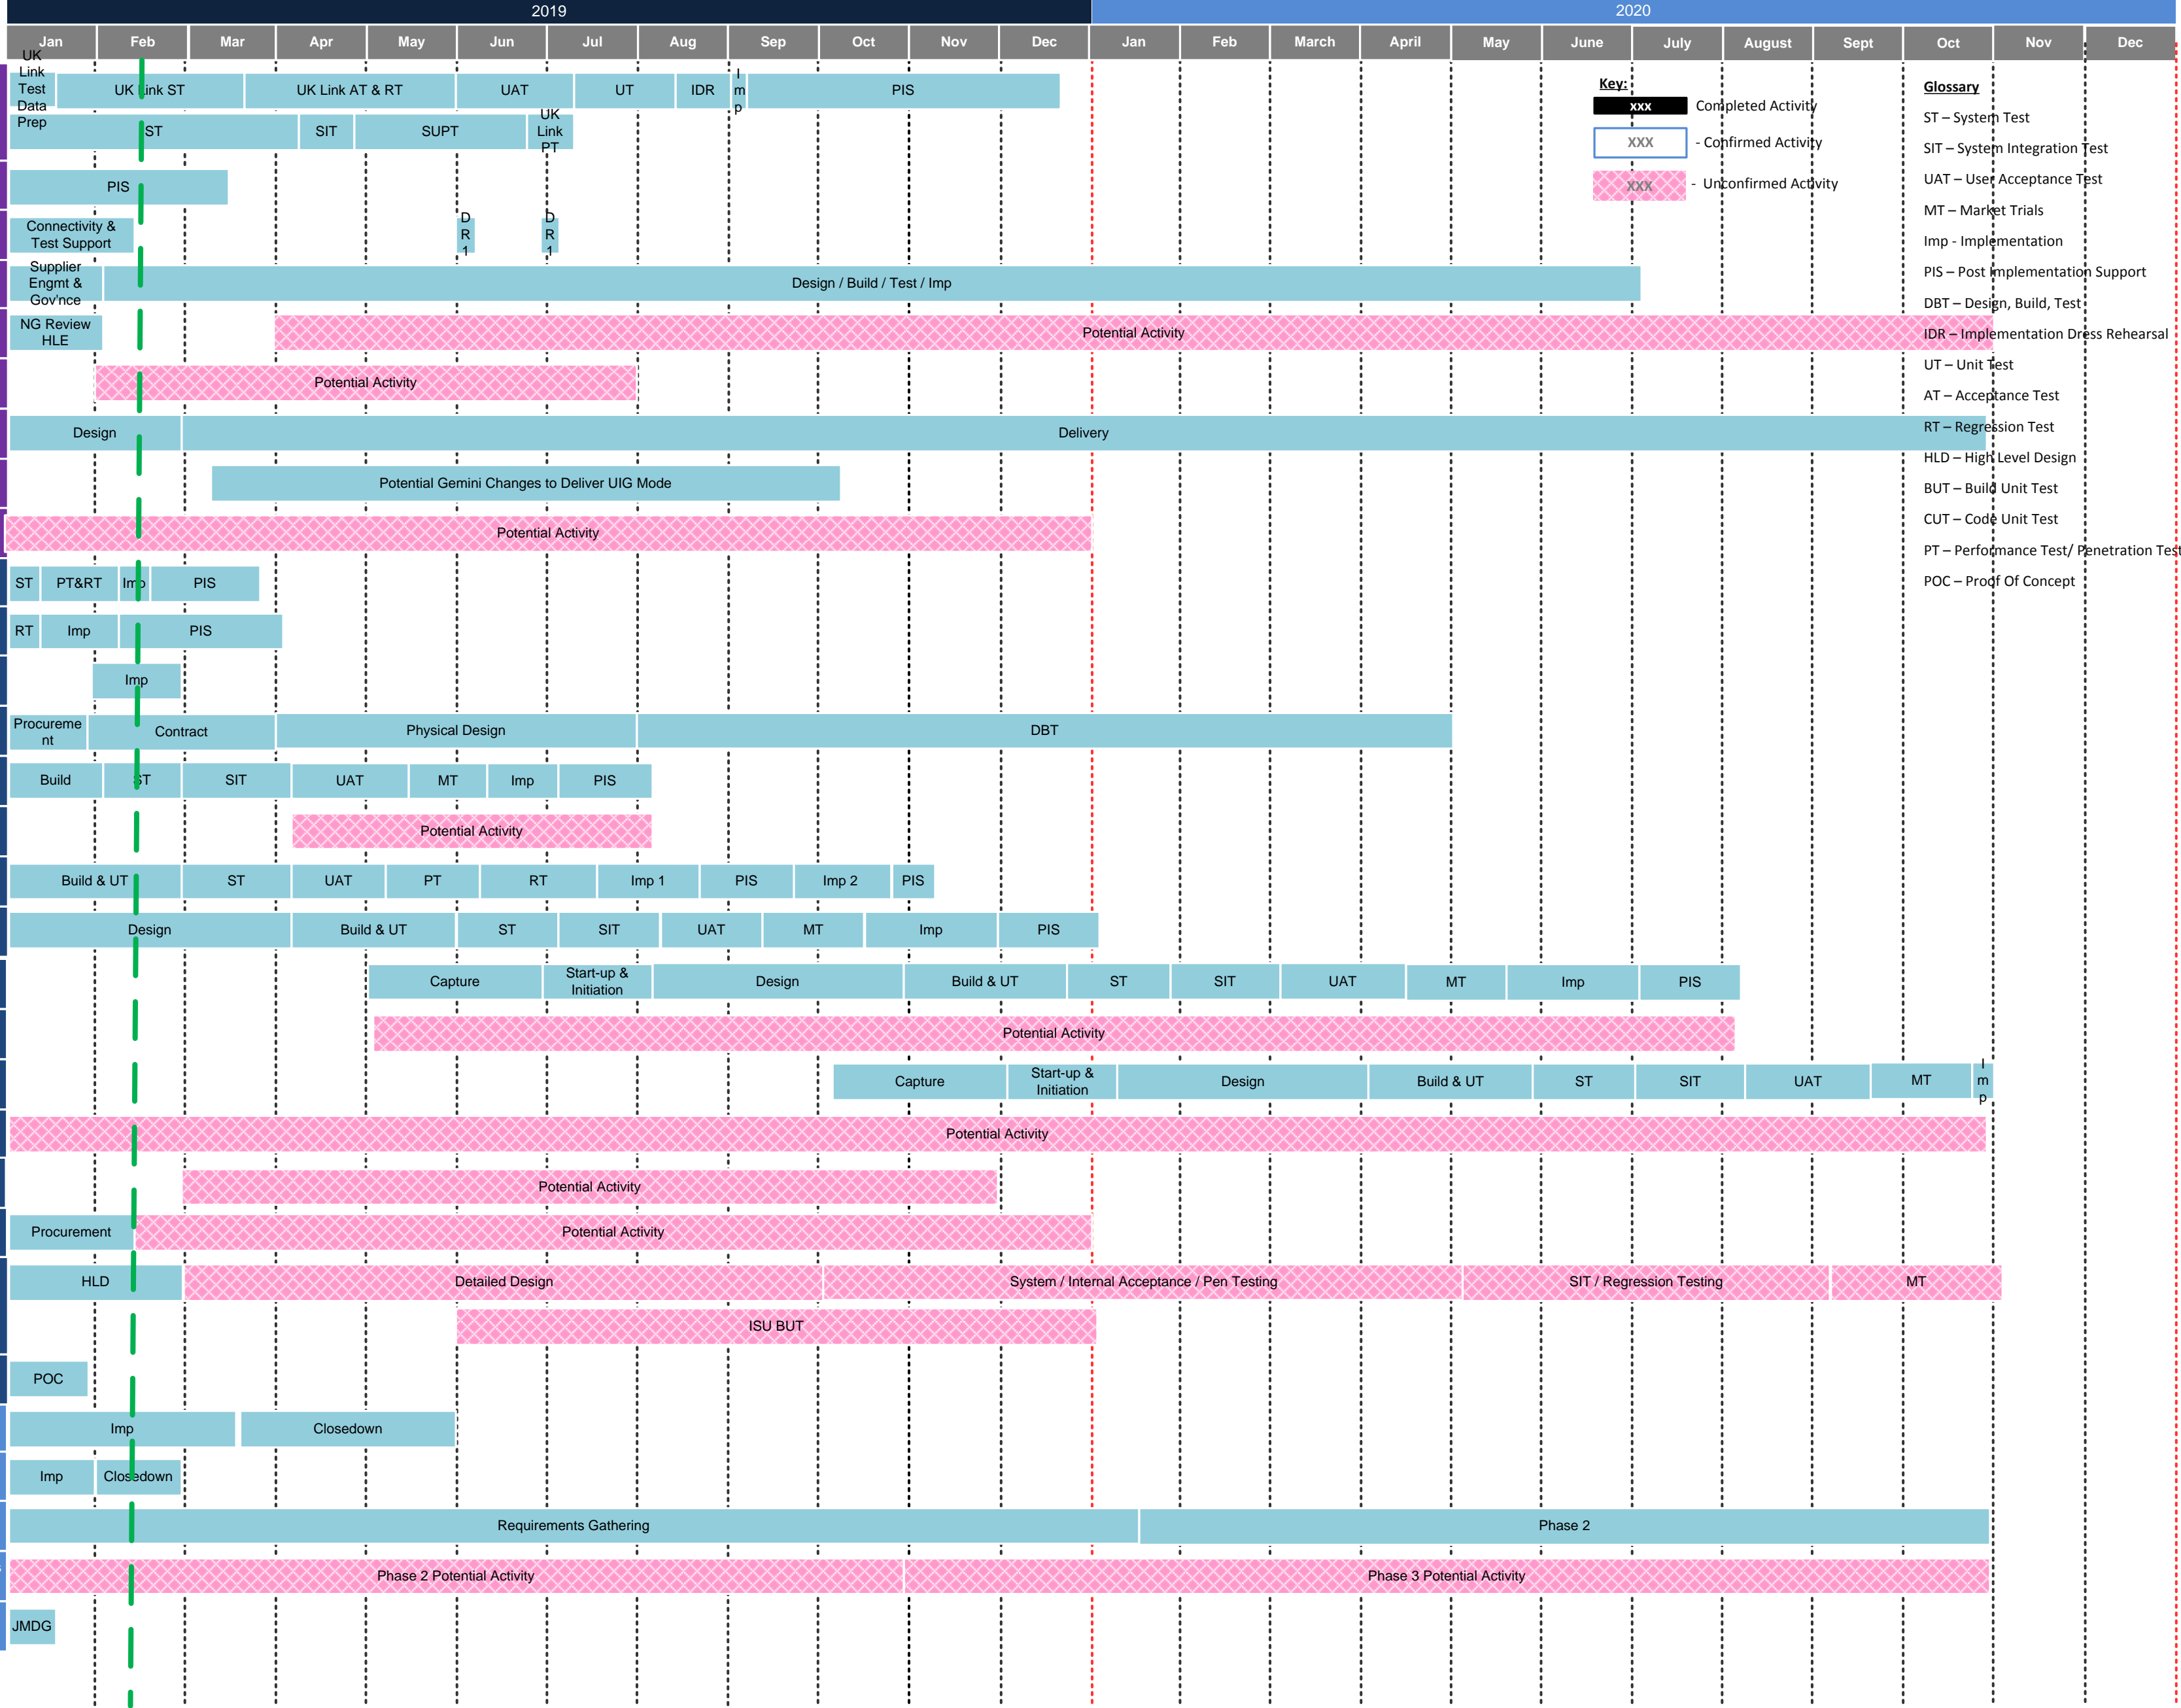 2019
2020
Jan Feb Mar Apr May Jun Jul Aug Sep Oct Nov Dec Jan Feb March April May June July August Sept Oct Nov Dec
UK
Link
Test
Data
Prep
UK Link ST
UK Link AT & RT
UAT
UT
IDR
I
m
p
PIS
ST
SIT
SUPT
UK
Link
PT
PIS
Connectivity &
Test Support
D
R
1
D
R
1
Supplier
Engmt &
Gov'nce
Design / Build / Test / Imp
NG Review
HLE
Potential Activity
Potential Activity
Design
Delivery
Potential Gemini Changes to Deliver UIG Mode
Potential Activity
ST
PT&RT
Imp
PIS
RT
Imp
PIS
Imp
Procureme
nt
Contract
Physical Design
DBT
Build
ST
SIT
UAT
MT
Imp
PIS
Potential Activity
Build & UT
ST
UAT
PT
RT
Imp 1
PIS
Imp 2
PIS
Design
Build & UT
ST
SIT
UAT
MT
Imp
PIS
Capture
Start-up &
Initiation
Design
Build & UT
ST
SIT
UAT
MT
Imp
PIS
Potential Activity
Capture
Start-up &
Initiation
Design
Build & UT
ST
SIT
UAT
MT
I
m
p
Potential Activity
Potential Activity
Procurement
Potential Activity
HLD
Detailed Design
System / Internal Acceptance / Pen Testing
SIT / Regression Testing
MT
ISU BUT
POC
Imp
Closedown
Imp
Closedown
Requirements Gathering
Phase 2
Phase 2 Potential Activity
Phase 3 Potential Activity
JMDG
Key:
xxx Completed Activity
XXX - Confirmed Activity
XXX - Unconfirmed Activity
Glossary
ST – System Test
SIT – System Integration Test
UAT – User Acceptance Test
MT – Market Trials
Imp - Implementation
PIS – Post Implementation Support
DBT – Design, Build, Test
IDR – Implementation Dress Rehearsal
UT – Unit Test
AT – Acceptance Test
RT – Regression Test
HLD – High Level Design
BUT – Build Unit Test
CUT – Code Unit Test
PT – Performance Test/ Penetration Test
POC – Proof Of Concept